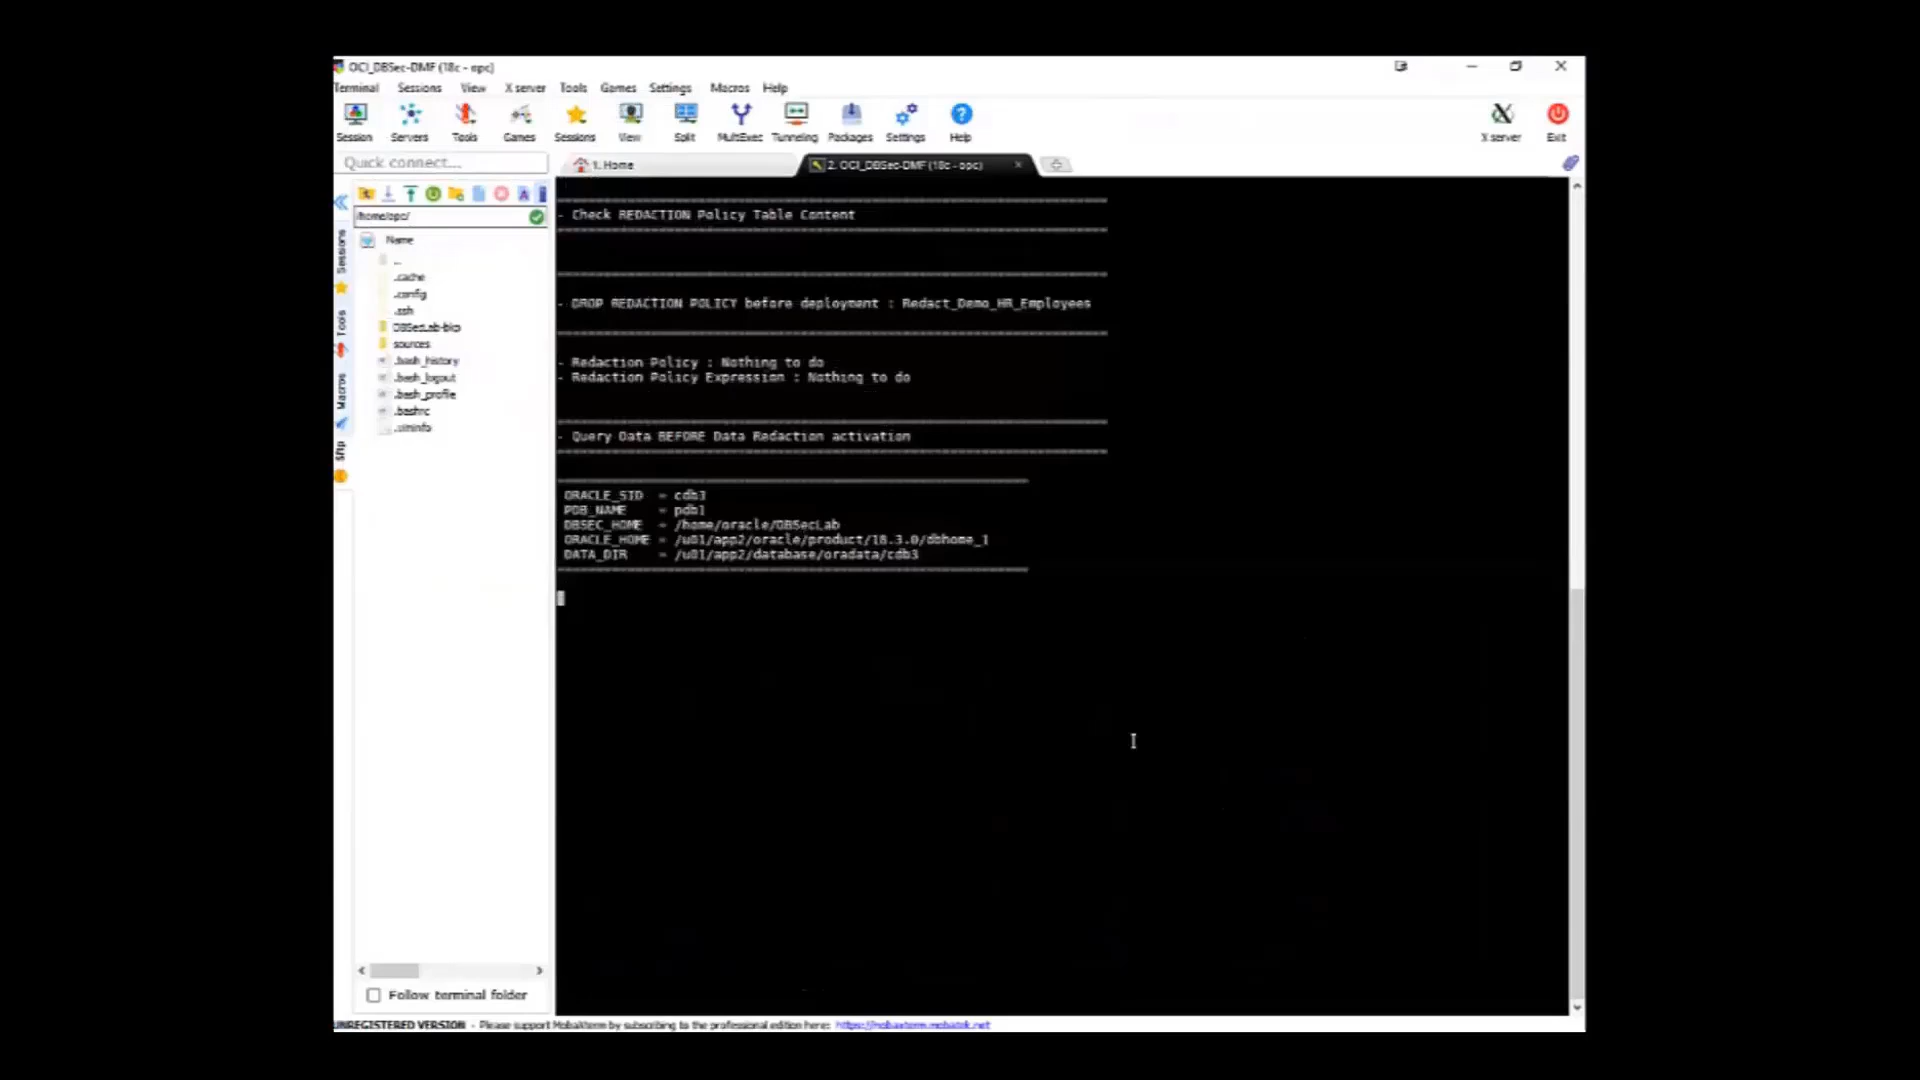 OCI_DBSec-DMF (18c - opc)
Terminal Sessions View X server Tools Games Settings Macros Help
Session Servers Tools Games Sessions View Split MultiExec Tunneling Packages Settings Help X server Exit
Quick connect...
1. Home
2. OCI_DBSec-DMF (18c - opc)
/home/opc/
Name
..
.cache
.config
.ssh
DBSecLab-bkp
sources
.bash_history
.bash_logout
.bash_profile
.bashrc
.viminfo
Sessions
Tools
Macros
Sftp
- Check REDACTION Policy Table Content
- DROP REDACTION POLICY before deployment : Redact_Demo_HR_Employees
- Redaction Policy : Nothing to do
- Redaction Policy Expression : Nothing to do
- Query Data BEFORE Data Redaction activation
ORACLE_SID = cdb3
PDB_NAME = pdb1
DBSEC_HOME = /home/oracle/DBSecLab
ORACLE_HOME = /u01/app2/oracle/product/18.3.0/dbhome_1
DATA_DIR = /u01/app2/database/oradata/cdb3
Follow terminal folder
UNREGISTERED VERSION - Please support MobaXterm by subscribing to the professional edition here: https://mobaxterm.mobatek.net